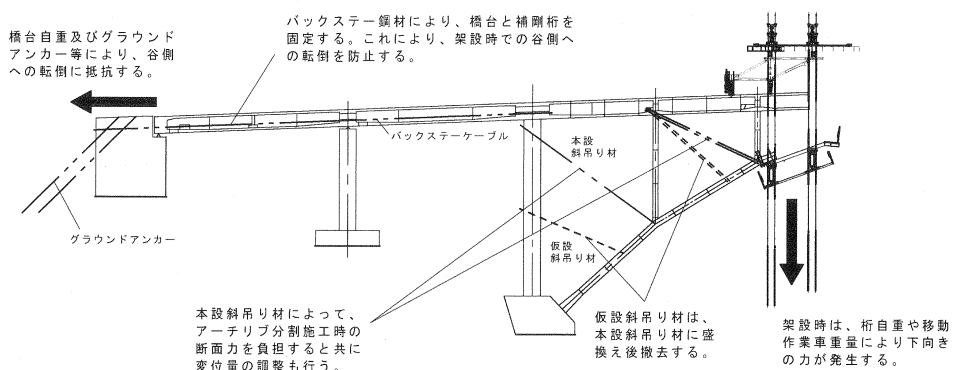 橋台自重及びグラウンド
アンカー等により、谷側
への転倒に抵抗する。
バックステー鋼材により、橋台と補剛桁を
固定する。これにより、架設時での谷側へ
の転倒を防止する。
バックステーケーブル
本設
斜吊り材
グラウンドアンカー
仮設
斜吊り材
本設斜吊り材によって、
アーチリブ分割施工時の
断面力を負担すると共に
変位量の調整も行う。
仮設斜吊り材は、
本設斜吊り材に盛
換え後撤去する。
架設時は、桁自重や移動
作業車重量により下向き
の力が発生する。